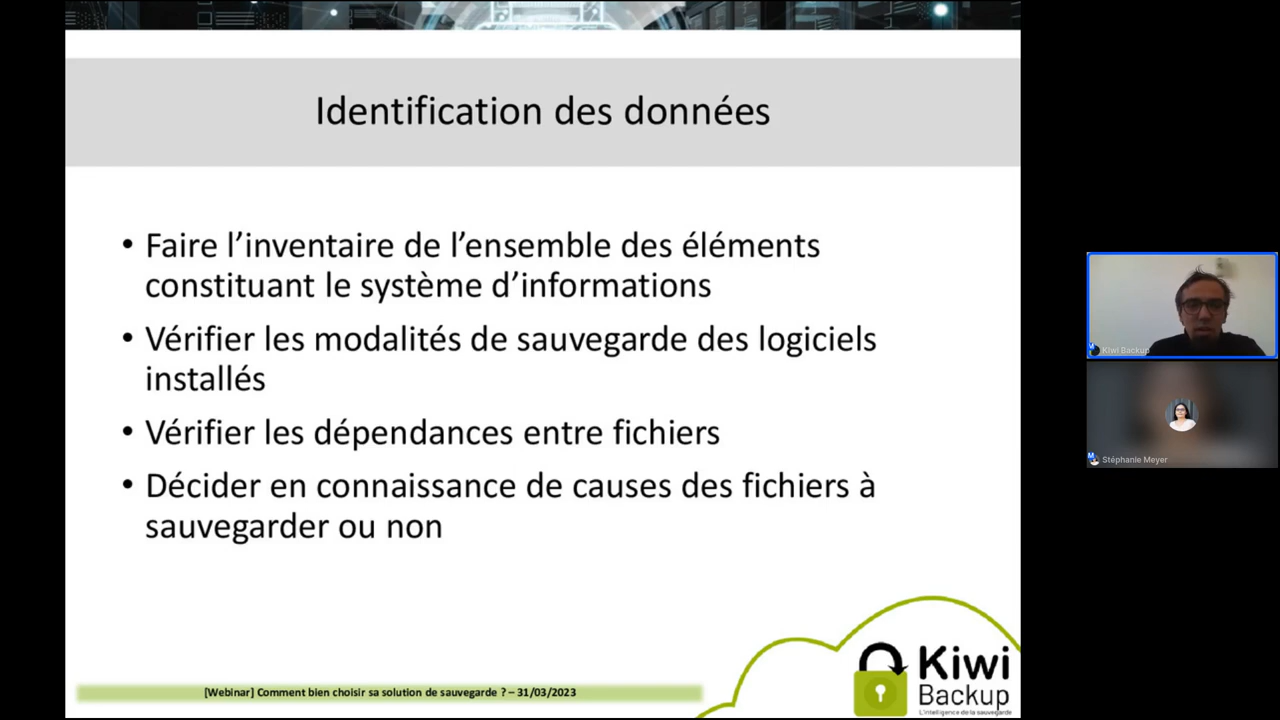 Identification des données
• Faire l’inventaire de l’ensemble des éléments
constituant le système d’informations
• Vérifier les modalités de sauvegarde des logiciels
installés
• Vérifier les dépendances entre fichiers
• Décider en connaissance de causes des fichiers à
sauvegarder ou non
[Webinar] Comment bien choisir sa solution de sauvegarde ? – 31/03/2023
Kiwi
Backup
L'intelligence de la sauvegarde
Kiwi Backup
Stéphanie Meyer